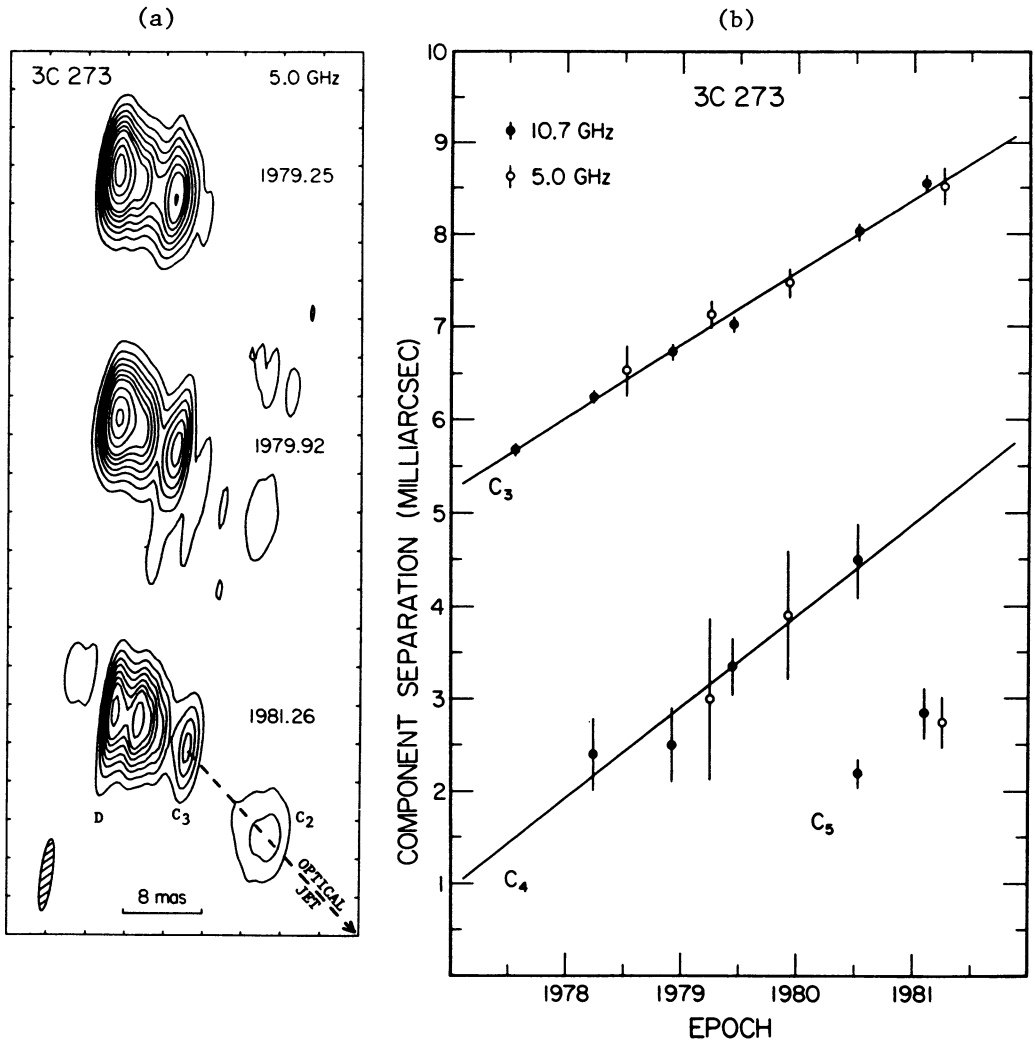 (a)
3C 273
5.0 GHz
1979.25
1979.92
1981.26
D
C3
C2
OPTICAL
JET
8 mas
(b)
3C 273
10.7 GHz
5.0 GHz
C3
C4
C5
COMPONENT SEPARATION (MILLIARCSEC)
10
9
8
7
6
5
4
3
2
1
1978
1979
1980
1981
EPOCH